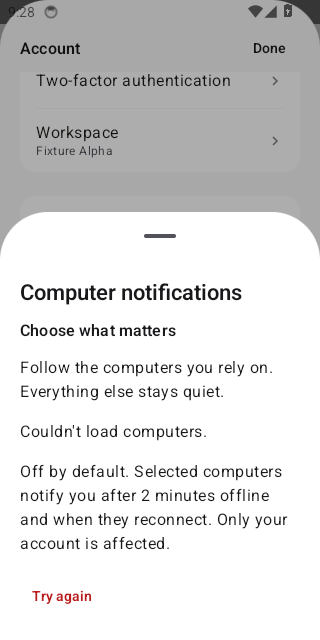 9:28
Account
Done
Two-factor authentication
Workspace
Fixture Alpha
Computer notifications
Choose what matters
Follow the computers you rely on.
Everything else stays quiet.
Couldn't load computers.
Off by default. Selected computers
notify you after 2 minutes offline
and when they reconnect. Only your
account is affected.
Try again